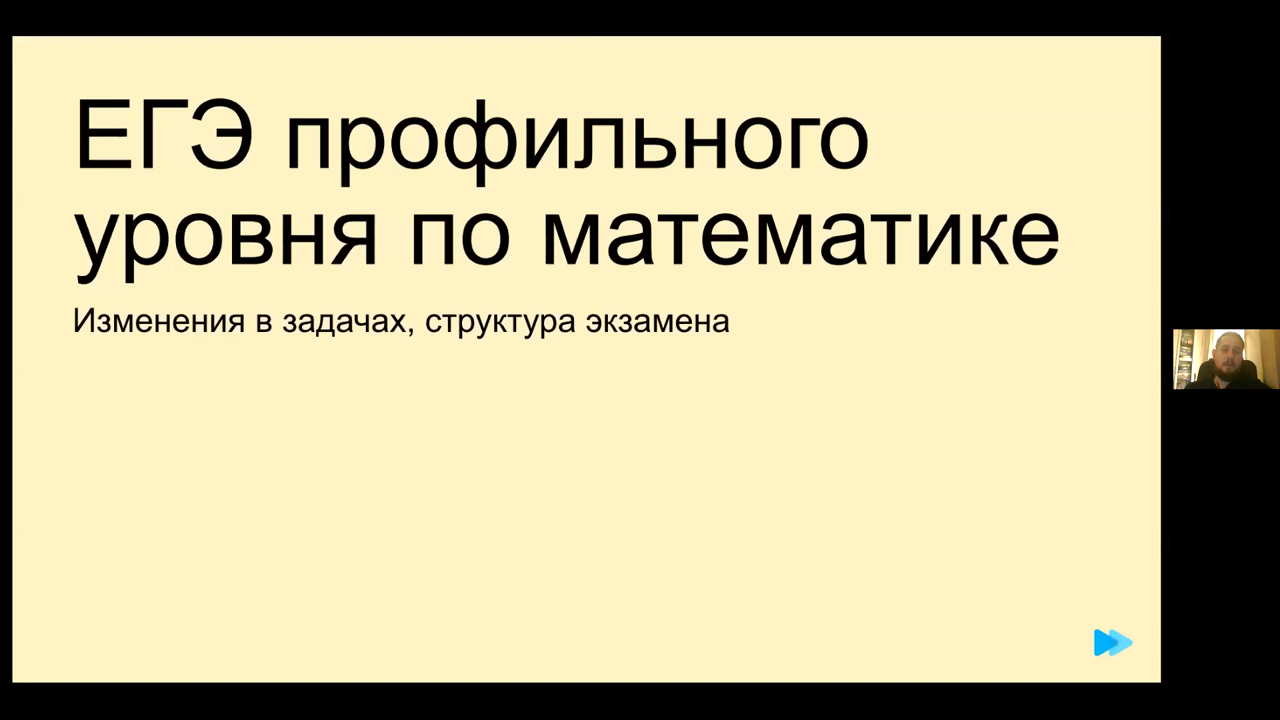 ЕГЭ профильного
уровня по математике
Изменения в задачах, структура экзамена